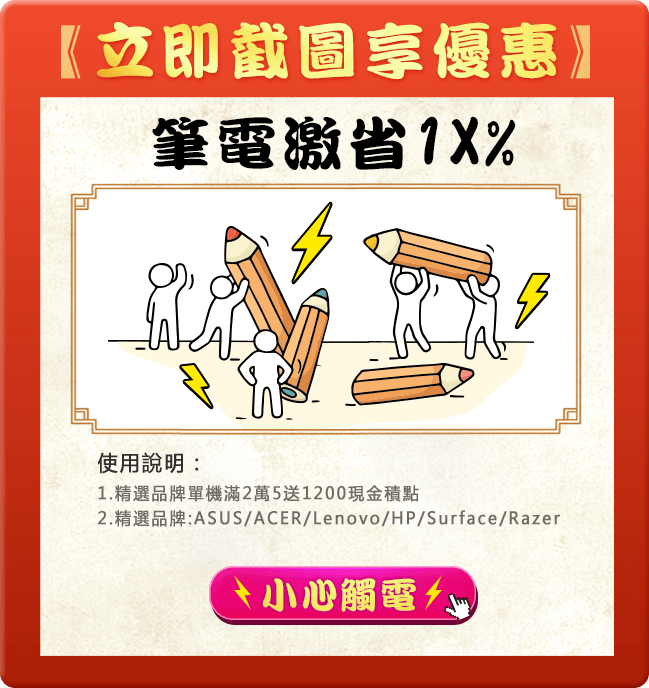 《立即截圖享優惠》
筆電激省1X%
使用說明：
1.精選品牌單機滿2萬5送1200現金積點
2.精選品牌:ASUS/ACER/Lenovo/HP/Surface/Razer
小心觸電